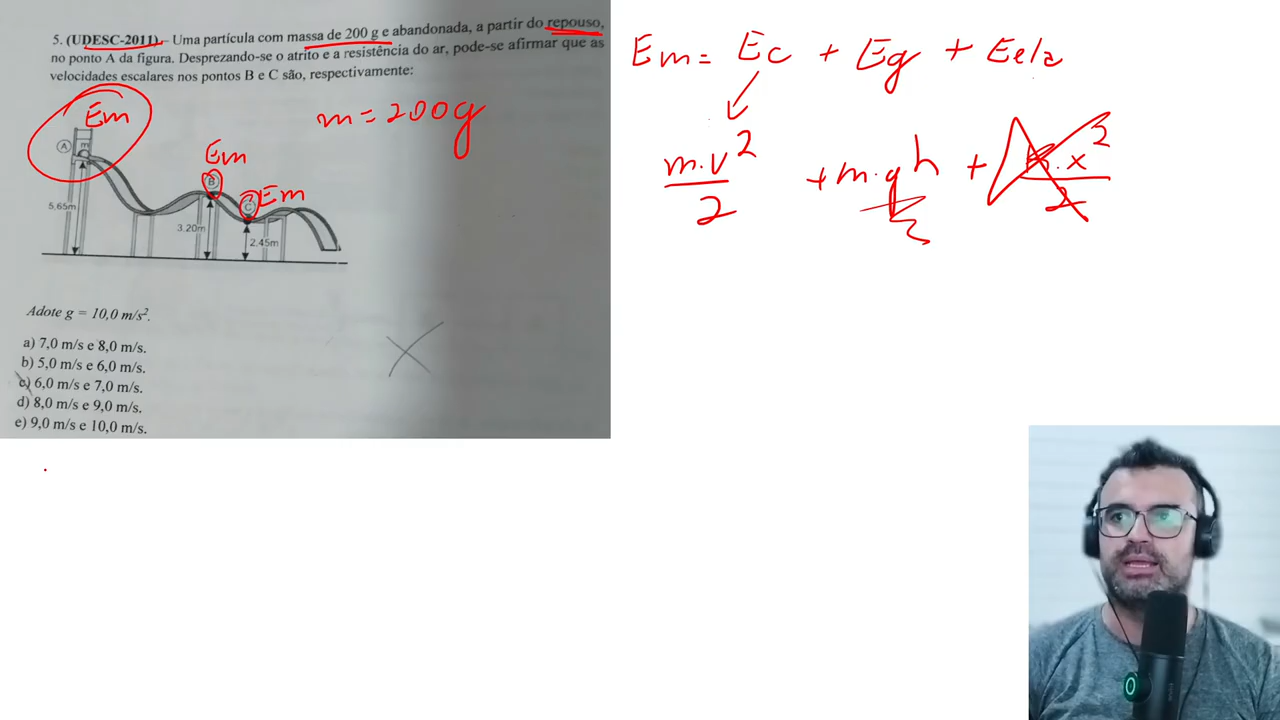 5. (UDESC-2011) – Uma partícula com massa de 200 g e abandonada, a partir do repouso,
no ponto A da figura. Desprezando-se o atrito e a resistência do ar, pode-se afirmar que as
velocidades escalares nos pontos B e C são, respectivamente:
Em
m = 200g
A
m
Em
B
C
Em
5,65m
3.20m
2.45m
Adote g = 10,0 m/s².
a) 7,0 m/s e 8,0 m/s.
b) 5,0 m/s e 6,0 m/s.
c) 6,0 m/s e 7,0 m/s.
d) 8,0 m/s e 9,0 m/s.
e) 9,0 m/s e 10,0 m/s.
Em = Ec + Eg + Eela
m.v²/2 + m.g h + .x²/2